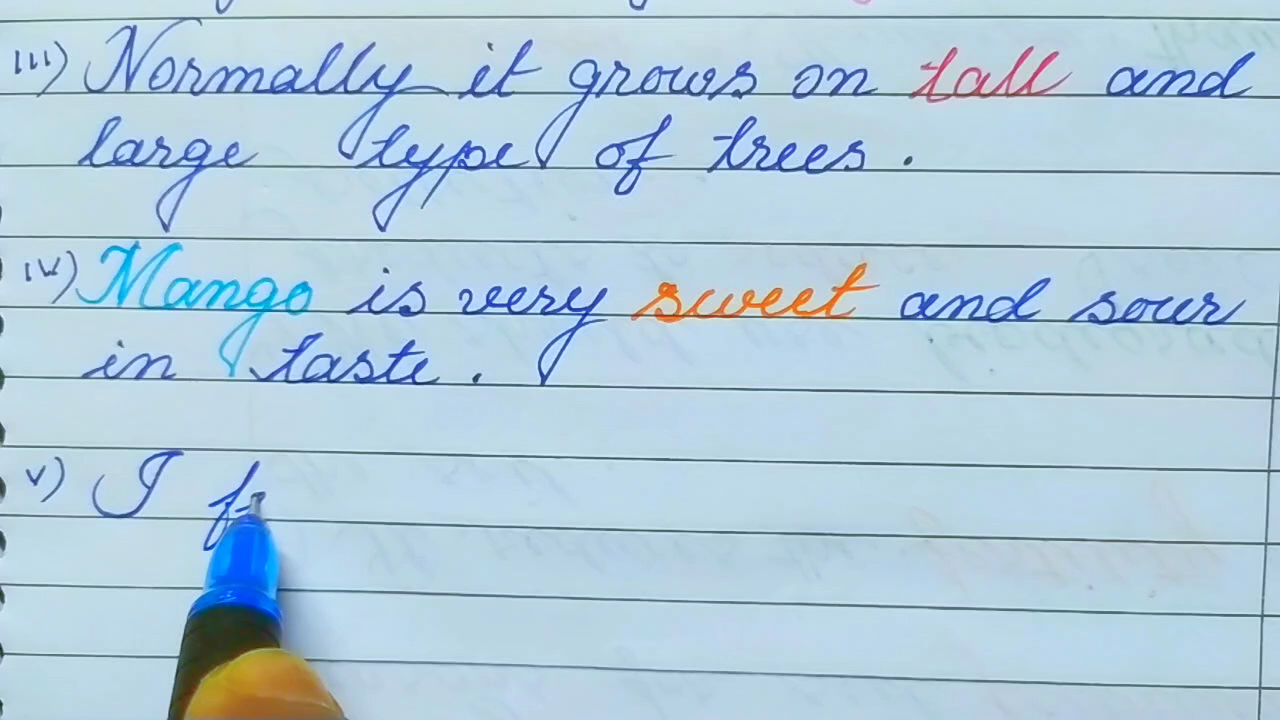 III) Normally it grows on tall and
large type of trees.
IV) Mango is very sweet and sour
in taste.
V) I f